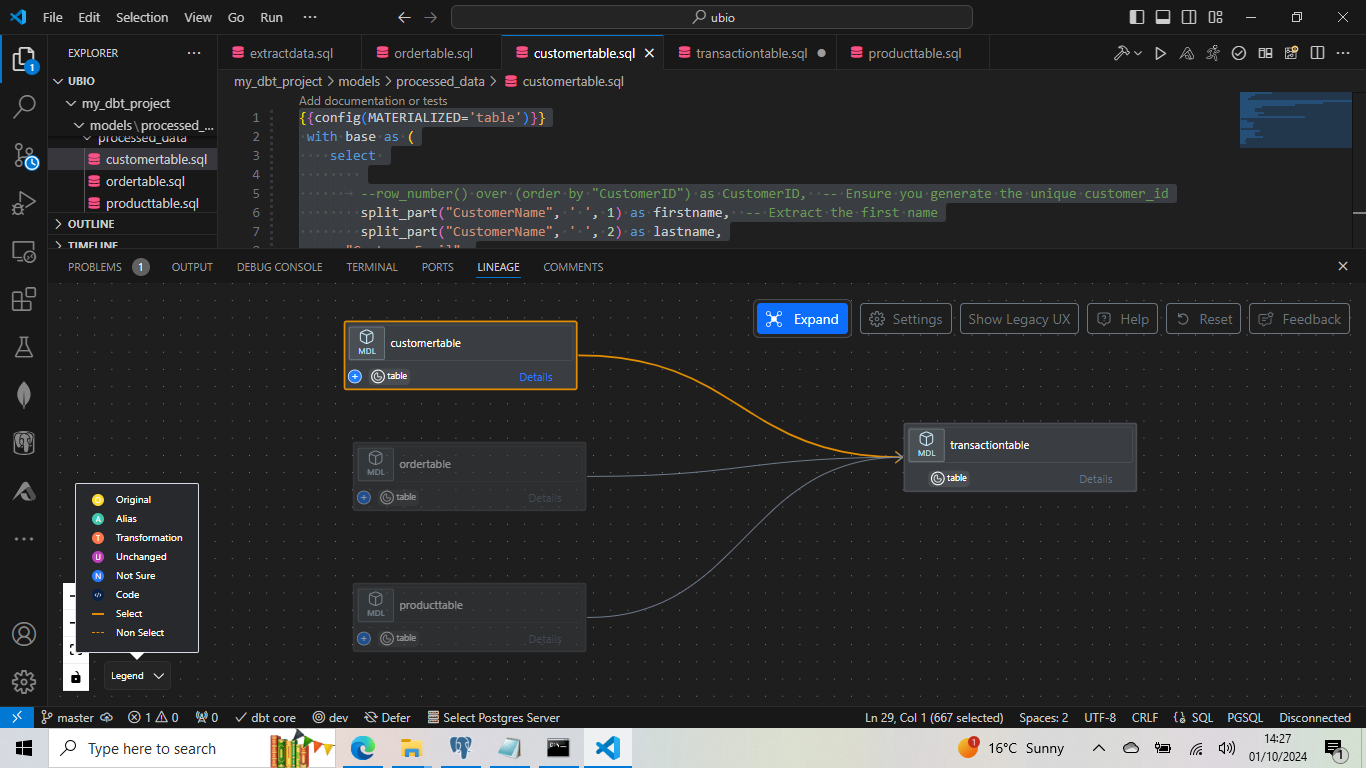 File Edit Selection View Go Run ···
ubio
EXPLORER ···
UBIO
my_dbt_project
models\processed_...
processed_data
customertable.sql
ordertable.sql
producttable.sql
OUTLINE
TIMELINE
1
extractdata.sql
ordertable.sql
customertable.sql
transactiontable.sql
producttable.sql
my_dbt_project > models > processed_data > customertable.sql
Add documentation or tests
1 {{config(MATERIALIZED='table')}}
2 with base as (
3 select
4
5 --row_number() over (order by "CustomerID") as CustomerID, -- Ensure you generate the unique customer_id
6 split_part("CustomerName", ' ', 1) as firstname, -- Extract the first name
7 split_part("CustomerName", ' ', 2) as lastname,
PROBLEMS 1 OUTPUT DEBUG CONSOLE TERMINAL PORTS LINEAGE COMMENTS
Expand Settings Show Legacy UX Help Reset Feedback
MDL customertable
table Details
MDL ordertable
table Details
MDL producttable
table Details
MDL transactiontable
table Details
O Original
A Alias
T Transformation
U Unchanged
N Not Sure
Code
Select
Non Select
Legend
master 1 0 0 dbt core dev Defer Select Postgres Server
Ln 29, Col 1 (667 selected) Spaces: 2 UTF-8 CRLF SQL PGSQL Disconnected
Type here to search
1 16°C Sunny
14:27
01/10/2024
1